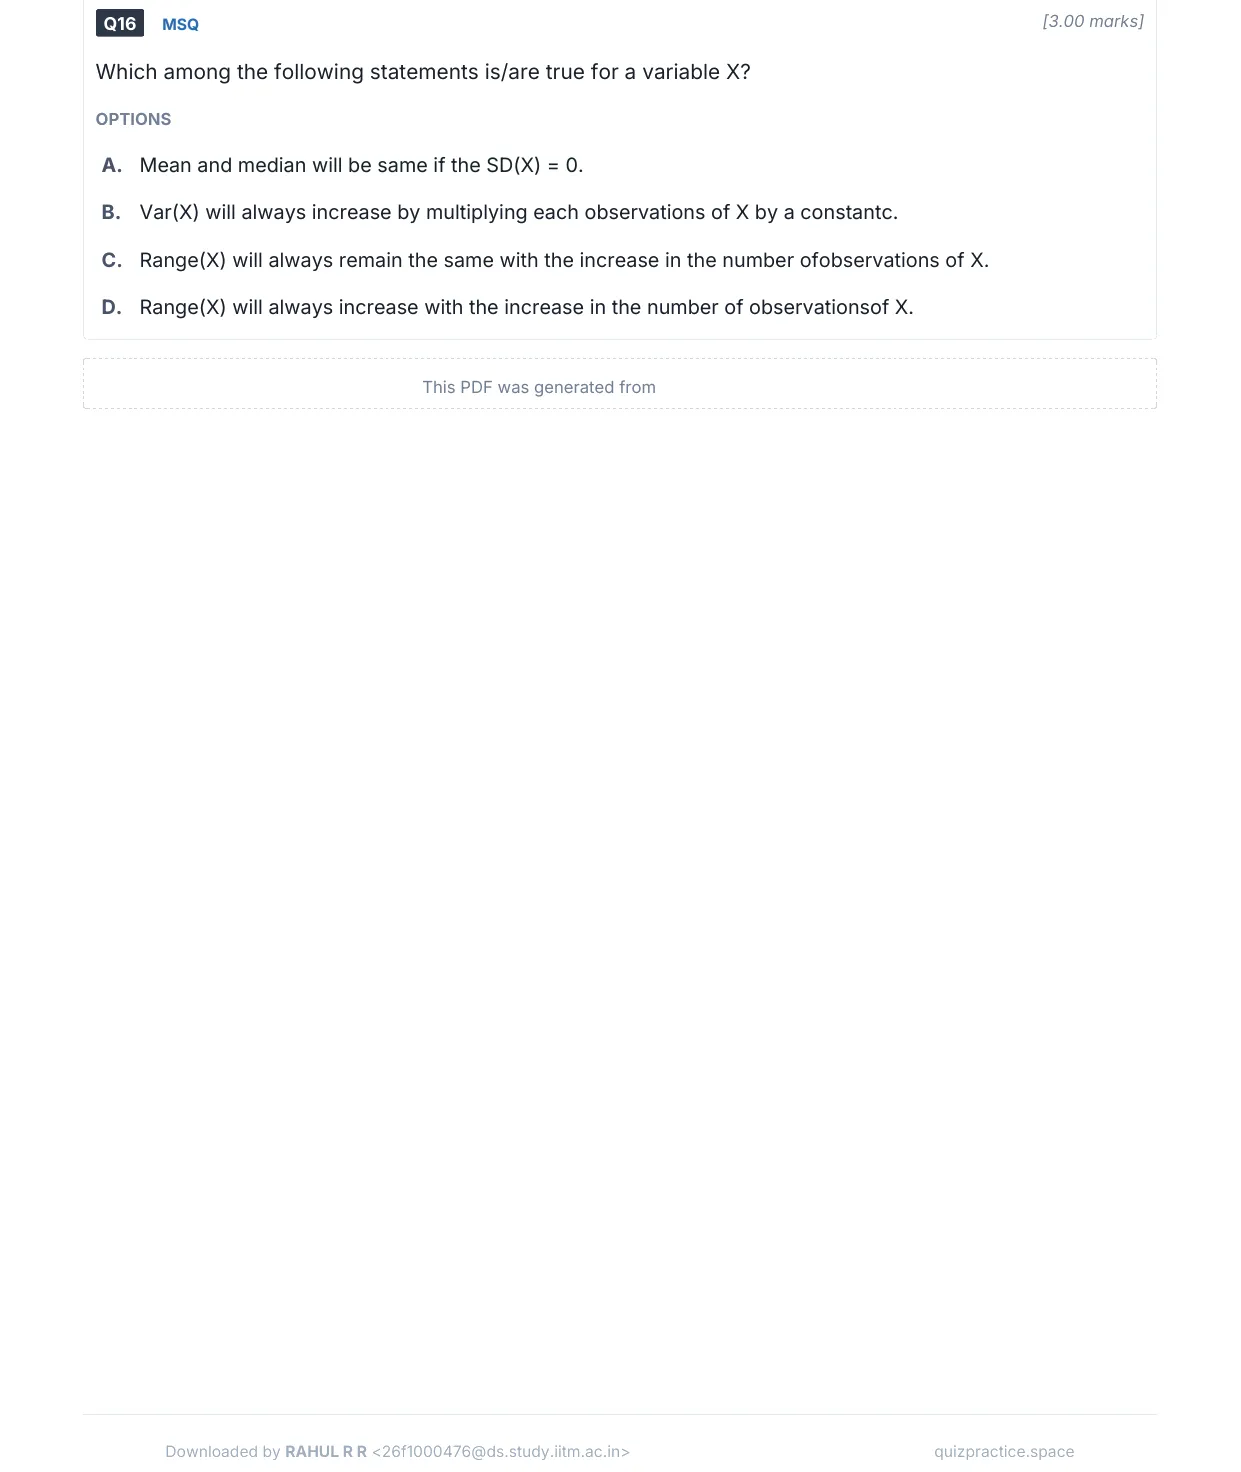 Q16 MSQ [3.00 marks]
Which among the following statements is/are true for a variable X?
OPTIONS
A. Mean and median will be same if the SD(X) = 0.
B. Var(X) will always increase by multiplying each observations of X by a constantc.
C. Range(X) will always remain the same with the increase in the number ofobservations of X.
D. Range(X) will always increase with the increase in the number of observationsof X.
This PDF was generated from
Downloaded by RAHUL R R <26f1000476@ds.study.iitm.ac.in> quizpractice.space